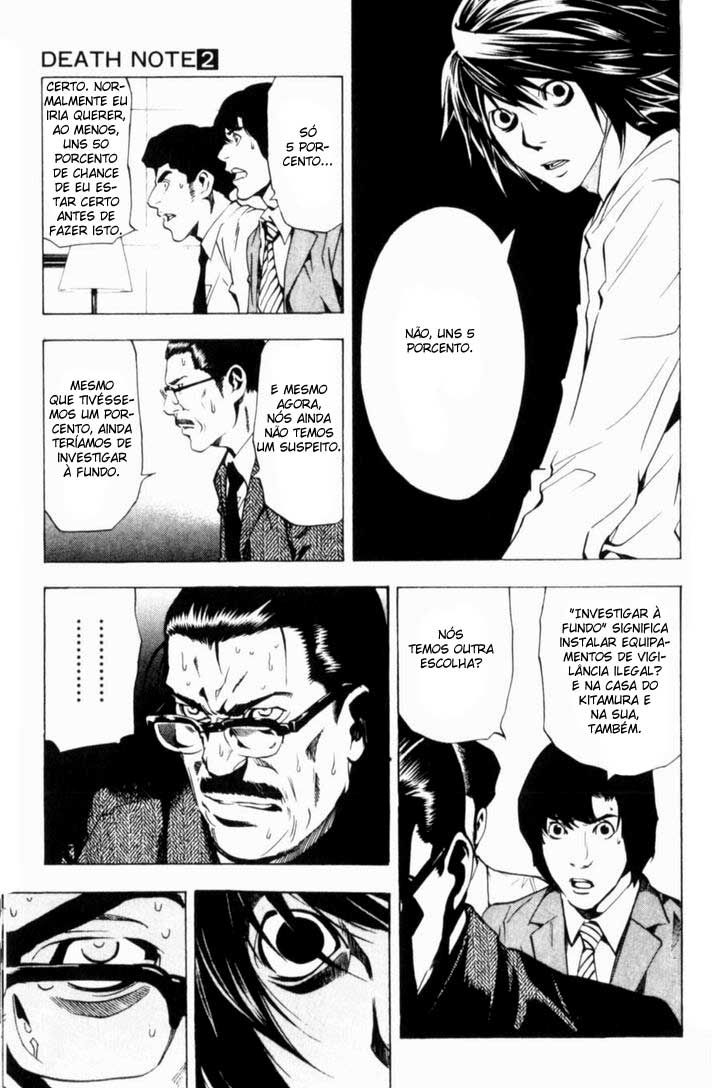 DEATH NOTE 2
NÃO, UNS 5
PORCENTO.
SÓ
5 POR-
CENTO...
CERTO. NOR-
MALMENTE EU
IRIA QUERER,
AO MENOS,
UNS 50
PORCENTO
DE CHANCE
DE EU ES-
TAR CERTO
ANTES DE
FAZER ISTO.
E MESMO
AGORA,
NÓS AINDA
NÃO TEMOS
UM SUSPEITO.
MESMO
QUE TIVÉSSE-
MOS UM POR-
CENTO, AINDA
TERÍAMOS DE
INVESTIGAR
À FUNDO.
"INVESTIGAR À
FUNDO" SIGNIFICA
INSTALAR EQUIPA-
MENTOS DE VIGI-
LÂNCIA ILEGAL?
E NA CASA DO
KITAMURA E
NA SUA,
TAMBÉM.
NÓS
TEMOS OUTRA
ESCOLHA?